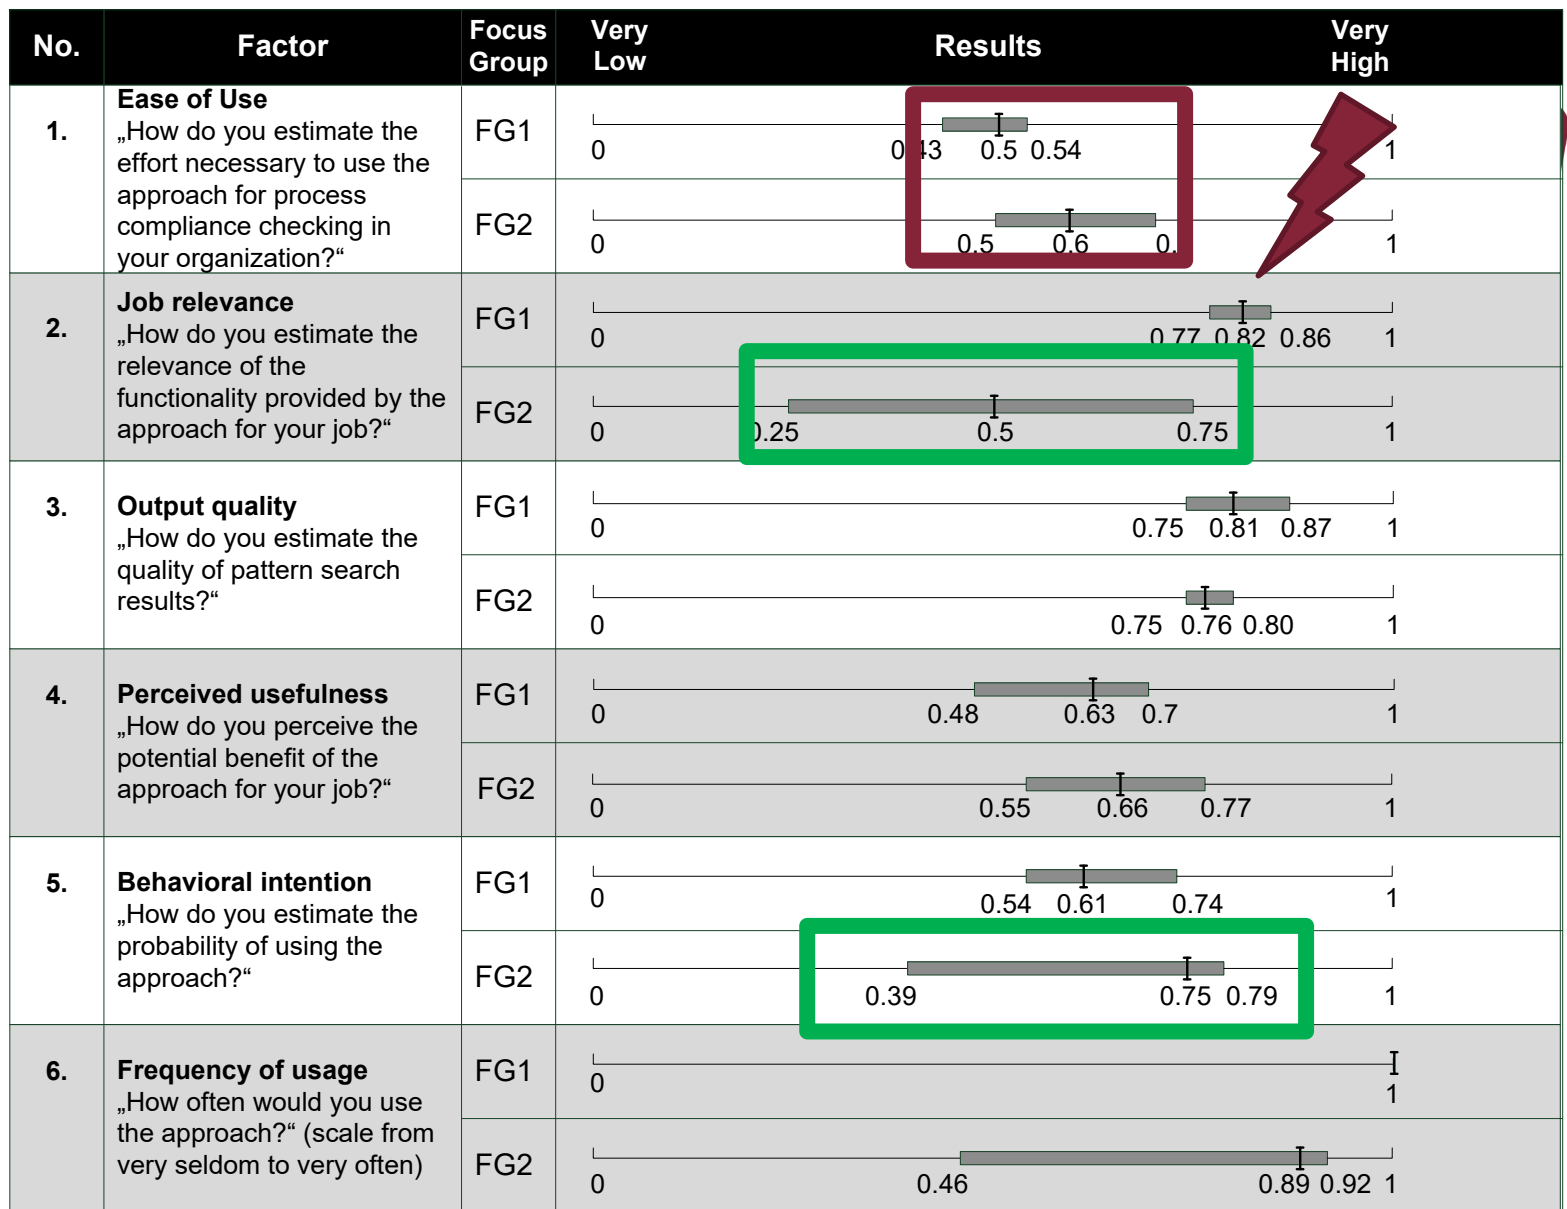 No.
Factor
Focus
Group
Very
Low
Results
Very
High
1.
Ease of Use
„How do you estimate the
effort necessary to use the
approach for process
compliance checking in
your organization?“
FG1
0 0.43 0.5 0.54 1
FG2
0 0.5 0.6 1
2.
Job relevance
„How do you estimate the
relevance of the
functionality provided by the
approach for your job?“
FG1
0 0.77 0.82 0.86 1
FG2
0 0.25 0.5 0.75 1
3.
Output quality
„How do you estimate the
quality of pattern search
results?“
FG1
0 0.75 0.81 0.87 1
FG2
0 0.75 0.76 0.80 1
4.
Perceived usefulness
„How do you perceive the
potential benefit of the
approach for your job?“
FG1
0 0.48 0.63 0.7 1
FG2
0 0.55 0.66 0.77 1
5.
Behavioral intention
„How do you estimate the
probability of using the
approach?“
FG1
0 0.54 0.61 0.74 1
FG2
0 0.39 0.75 0.79 1
6.
Frequency of usage
„How often would you use
the approach?“ (scale from
very seldom to very often)
FG1
0 1
FG2
0 0.46 0.89 0.92 1